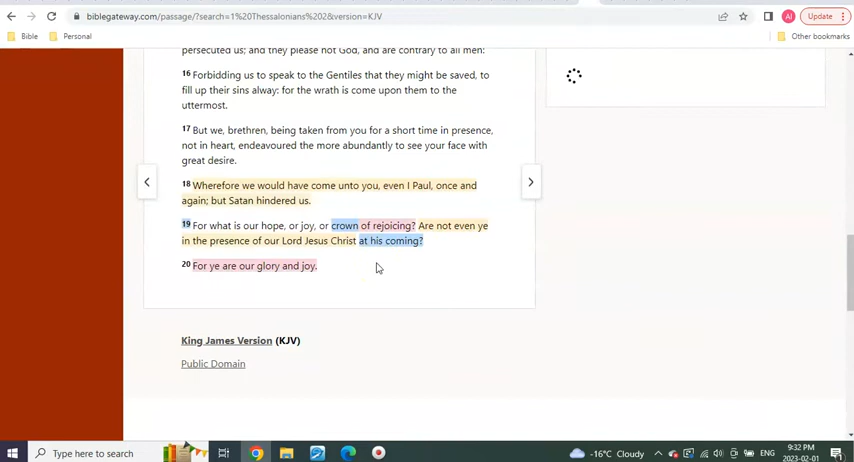 biblegateway.com/passage/?search=1%20Thessalonians%202&version=KJV
AI
Update
Bible
Personal
Other bookmarks
persecuted us; and they please not God, and are contrary to all men:
16 Forbidding us to speak to the Gentiles that they might be saved, to
fill up their sins alway: for the wrath is come upon them to the
uttermost.
17 But we, brethren, being taken from you for a short time in presence,
not in heart, endeavoured the more abundantly to see your face with
great desire.
18 Wherefore we would have come unto you, even I Paul, once and
again; but Satan hindered us.
19 For what is our hope, or joy, or crown of rejoicing? Are not even ye
in the presence of our Lord Jesus Christ at his coming?
20 For ye are our glory and joy.
King James Version (KJV)
Public Domain
Type here to search
-16°C Cloudy
ENG
9:32 PM
2023-02-01